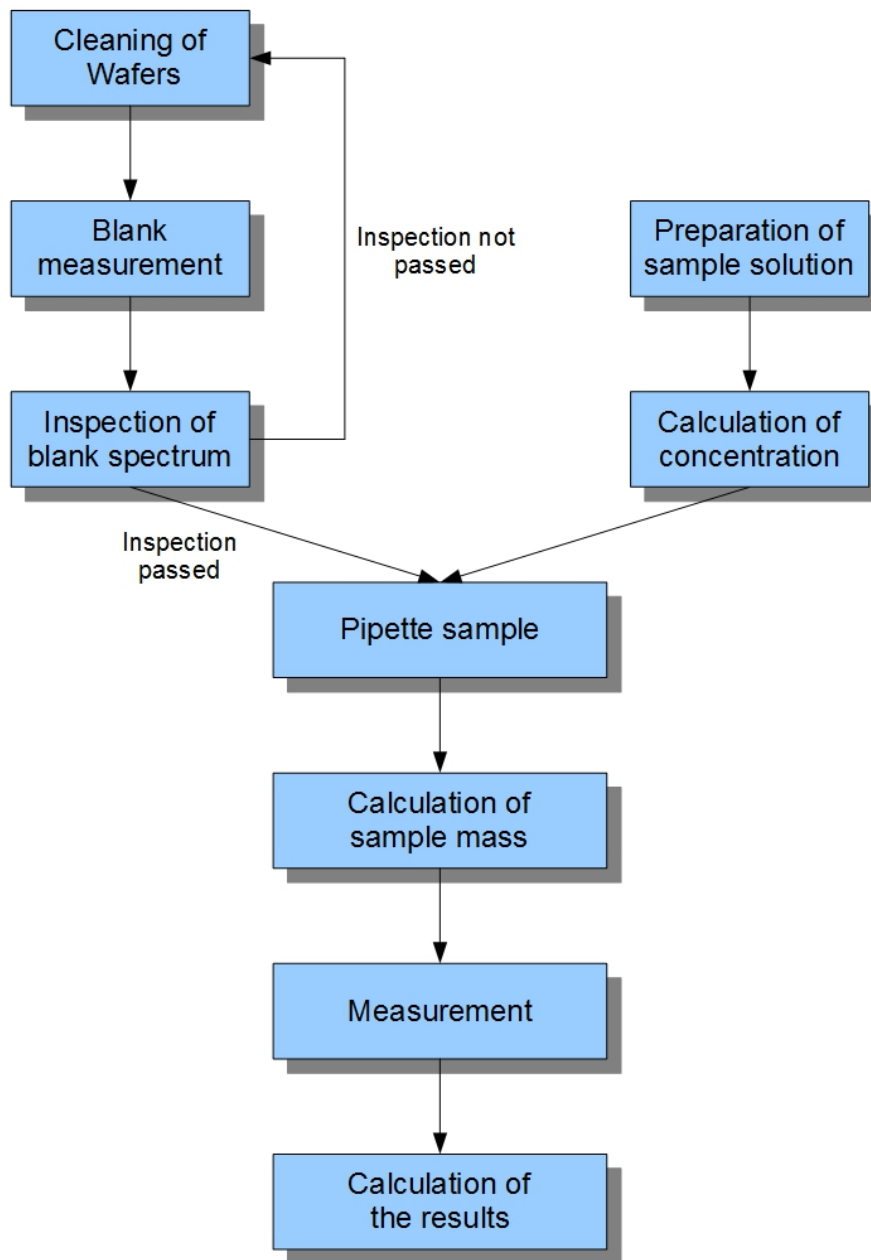 Cleaning of
Wafers
Blank
measurement
Inspection not
passed
Preparation of
sample solution
Inspection of
blank spectrum
Calculation of
concentration
Inspection
passed
Pipette sample
Calculation of
sample mass
Measurement
Calculation of
the results